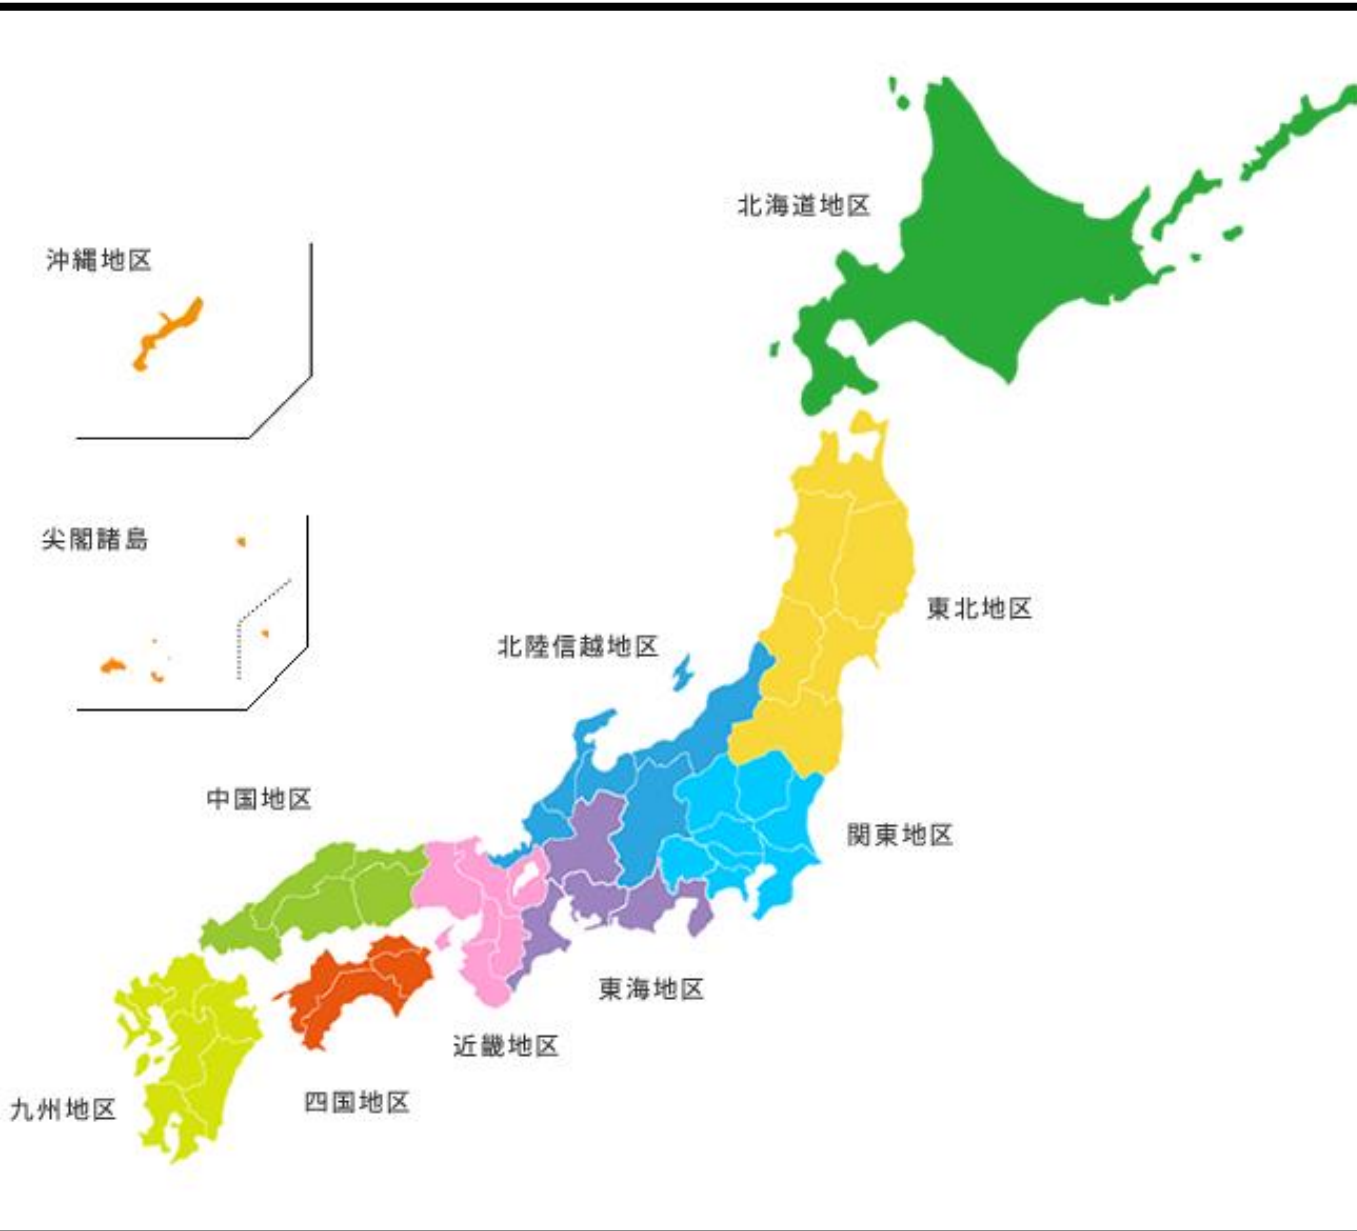 北海道地区
沖縄地区
尖閣諸島
東北地区
北陸信越地区
中国地区
関東地区
東海地区
近畿地区
四国地区
九州地区